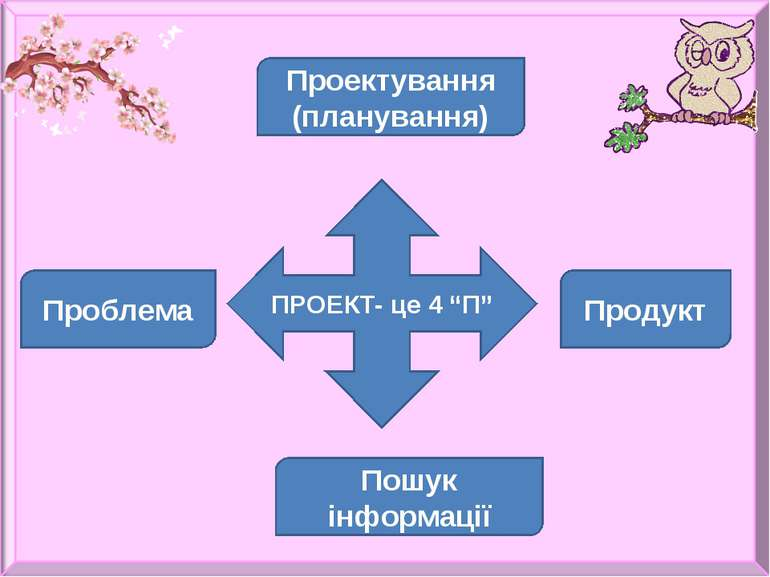 Проектування
(планування)
Проблема
ПРОЕКТ- це 4 “П”
Продукт
Пошук
інформації